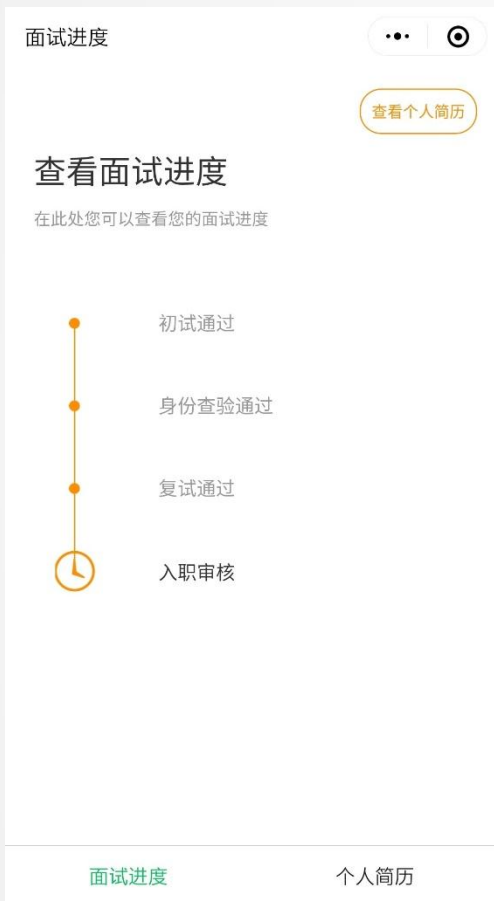 面试进度
查看个人简历
查看面试进度
在此处您可以查看您的面试进度
初试通过
身份查验通过
复试通过
入职审核
面试进度
个人简历